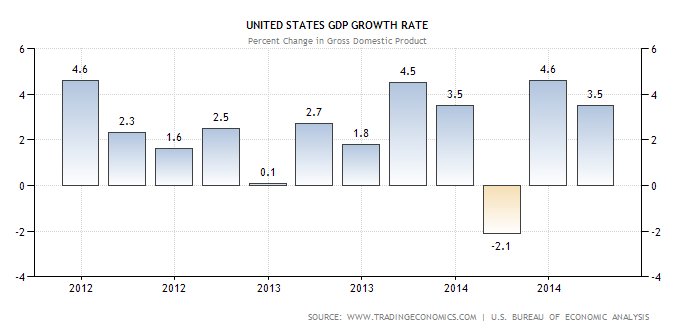 UNITED STATES GDP GROWTH RATE
Percent Change in Gross Domestic Product
6 6
4.6 2.3 1.6 2.5 0.1 2.7 1.8 4.5 3.5 -2.1 4.6 3.5
4 4
2 2
0 0
-2 -2
-4 -4
2012 2012 2013 2013 2014 2014
SOURCE: WWW.TRADINGECONOMICS.COM | U.S. BUREAU OF ECONOMIC ANALYSIS